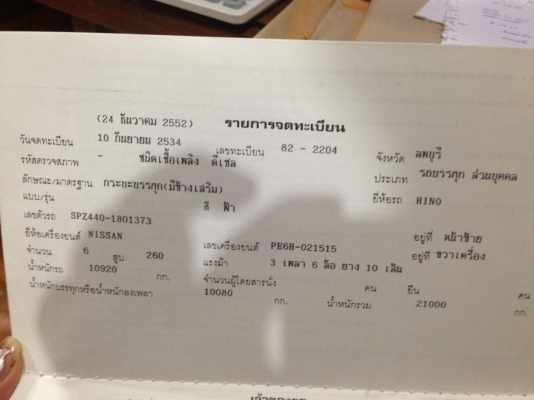 (24 ธันวาคม 2552) รายการจดทะเบียน
วันจดทะเบียน 10 กันยายน 2534 เลขทะเบียน 82 - 2204 จังหวัด ลพบุรี
รหัสตรวจสภาพ - ชนิดเชื้อเพลิง ดีเซล ประเภท รถบรรทุก ส่วนบุคคล
ลักษณะ/มาตรฐาน กระบะบรรทุก(มีข้างเสริม) ยี่ห้อรถ HINO
แบบ/รุ่น สี ฟ้า
เลขตัวรถ SPZ440-1801373 อยู่ที่ หน้าซ้าย
ยี่ห้อเครื่องยนต์ NISSAN เลขเครื่องยนต์ PE6H-021515 อยู่ที่ ขวาเครื่อง
จำนวน 6 สูบ 260 แรงม้า 3 เพลา 6 ล้อ ยาง 10 เส้น
น้ำหนักรถ 10920 กก. จำนวนผู้โดยสารนั่ง คน ยืน คน
น้ำหนักบรรทุกหรือน้ำหนักลงเพลา 10080 กก. น้ำหนักรวม 21000 กก.